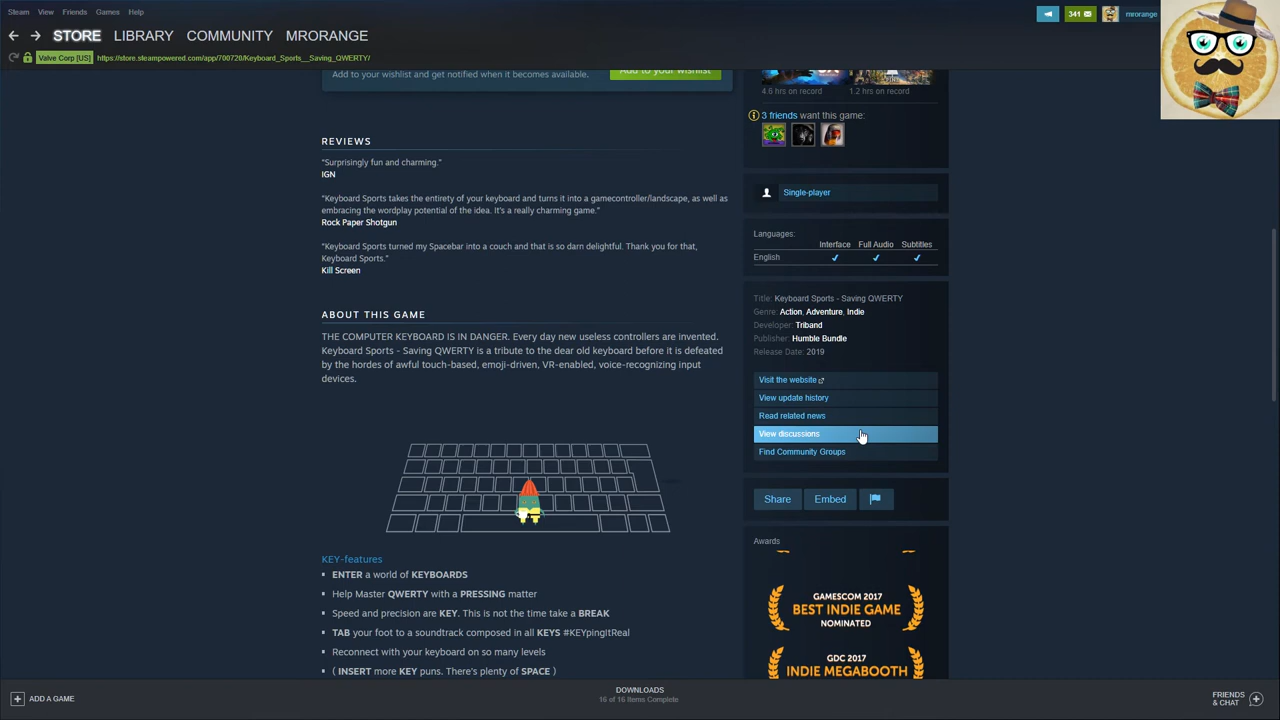 Steam View Friends Games Help
341
mrorange
STORE LIBRARY COMMUNITY MRORANGE
Valve Corp [US] https://store.steampowered.com/app/700720/Keyboard_Sports__Saving_QWERTY/
Add to your wishlist and get notified when it becomes available.
Add to your wishlist
REVIEWS
"Surprisingly fun and charming."
IGN
"Keyboard Sports takes the entirety of your keyboard and turns it into a gamecontroller/landscape, as well as
embracing the wordplay potential of the idea. It's a really charming game."
Rock Paper Shotgun
"Keyboard Sports turned my Spacebar into a couch and that is so darn delightful. Thank you for that,
Keyboard Sports."
Kill Screen
ABOUT THIS GAME
THE COMPUTER KEYBOARD IS IN DANGER. Every day new useless controllers are invented.
Keyboard Sports - Saving QWERTY is a tribute to the dear old keyboard before it is defeated
by the hordes of awful touch-based, emoji-driven, VR-enabled, voice-recognizing input
devices.
KEY-features
ENTER a world of KEYBOARDS
Help Master QWERTY with a PRESSING matter
Speed and precision are KEY. This is not the time take a BREAK
TAB your foot to a soundtrack composed in all KEYS #KEYpingItReal
Reconnect with your keyboard on so many levels
( INSERT more KEY puns. There's plenty of SPACE )
4.6 hrs on record 1.2 hrs on record
3 friends want this game:
Single-player
Languages:
Interface Full Audio Subtitles
English
Title: Keyboard Sports - Saving QWERTY
Genre: Action, Adventure, Indie
Developer: Triband
Publisher: Humble Bundle
Release Date: 2019
Visit the website
View update history
Read related news
View discussions
Find Community Groups
Share Embed
Awards
GAMESCOM 2017
BEST INDIE GAME
NOMINATED
GDC 2017
INDIE MEGABOOTH
ADD A GAME
DOWNLOADS
16 of 16 Items Complete
FRIENDS
& CHAT